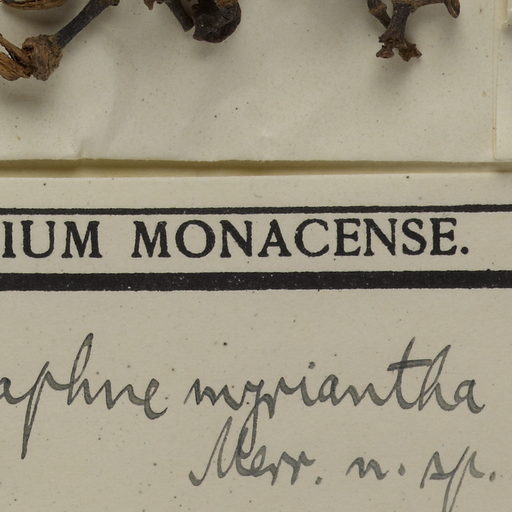 IUM MONACENSE.
aphne myriantha
Merr. n. sp.